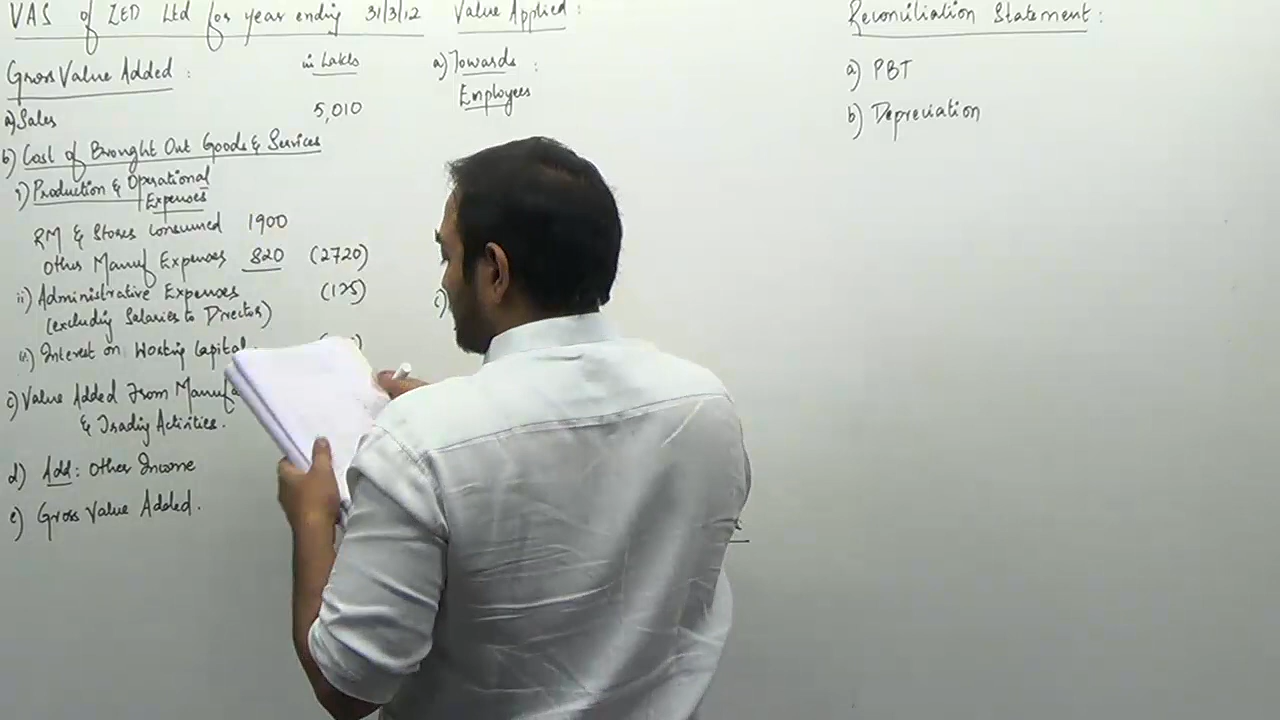 VAS of ZED Ltd for year ending 31/3/12
Gross Value Added :
in Lakhs
a) Sales 5,010
b) Cost of Brought Out Goods & Services
i) Production & Operational
Expenses
RM & Stores Consumed 1900
Other Manuf Expenses 820 (2720)
ii) Administrative Expenses (125)
(excluding Salaries to Director)
iii) Interest on Working Capital
c) Value Added From
& Trading Activities.
d) Add : Other Income
e) Gross Value Added.
Value Applied :
a) Towards :
Employees
c)
Reconciliation Statement :
a) PBT
b) Depreciation